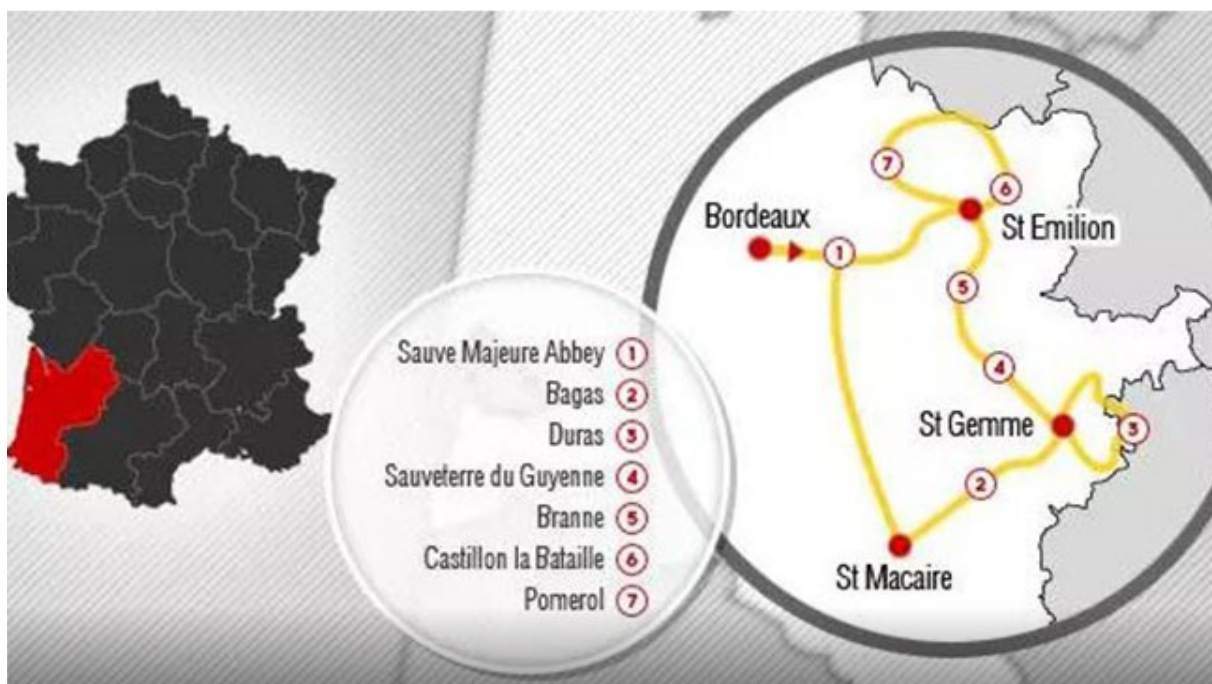 Sauve Majeure Abbey 1
Bagas 2
Duras 3
Sauveterre du Guyenne 4
Branne 5
Castillon la Bataille 6
Pomerol 7
Bordeaux
1
7
6
St Emilion
5
4
St Gemme
3
2
St Macaire